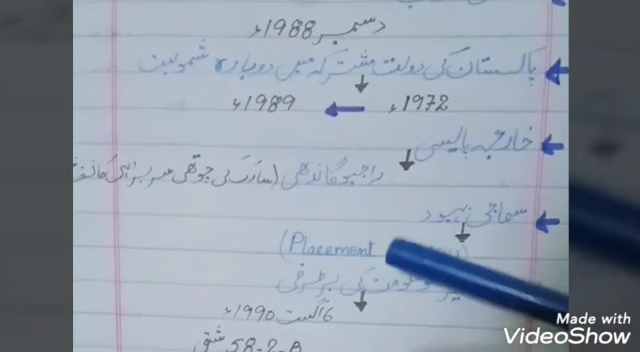 دسمبر 1988ء
پاکستان کی دولت مشترکہ میں دوبارہ شمولیت
1972ء ← 1989ء
خارجہ پالیسی
راجیو گاندھی (سارک کی چوتھی سربراہی
سماجی بہبود
(Placement
کی برطرفی
6 اگست 1990ء
58-2-B شق
Made with
VideoShow